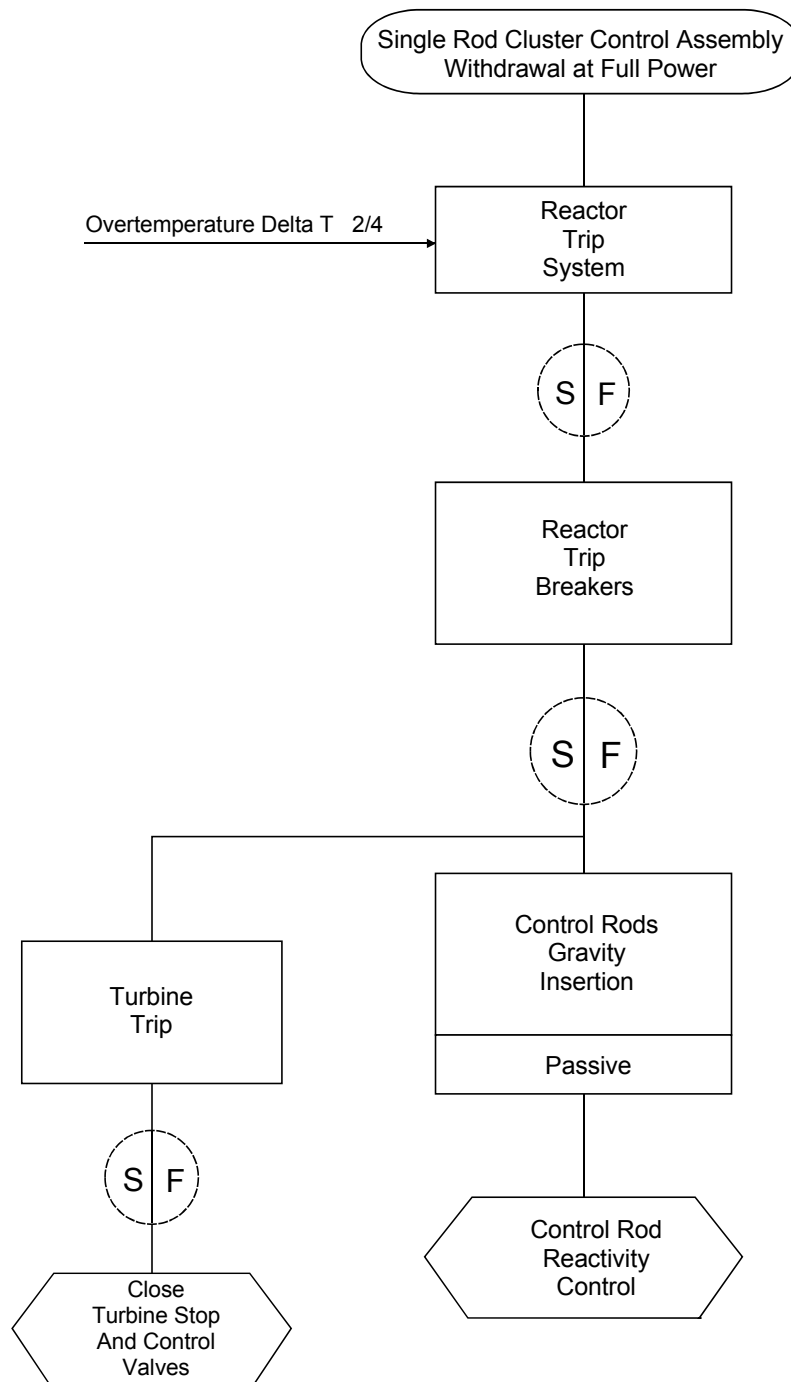 Single Rod Cluster Control Assembly
Withdrawal at Full Power
Overtemperature Delta T 2/4
Reactor
Trip
System
S F
Reactor
Trip
Breakers
S F
Control Rods
Gravity
Insertion
Passive
Turbine
Trip
S F
Control Rod
Reactivity
Control
Close
Turbine Stop
And Control
Valves